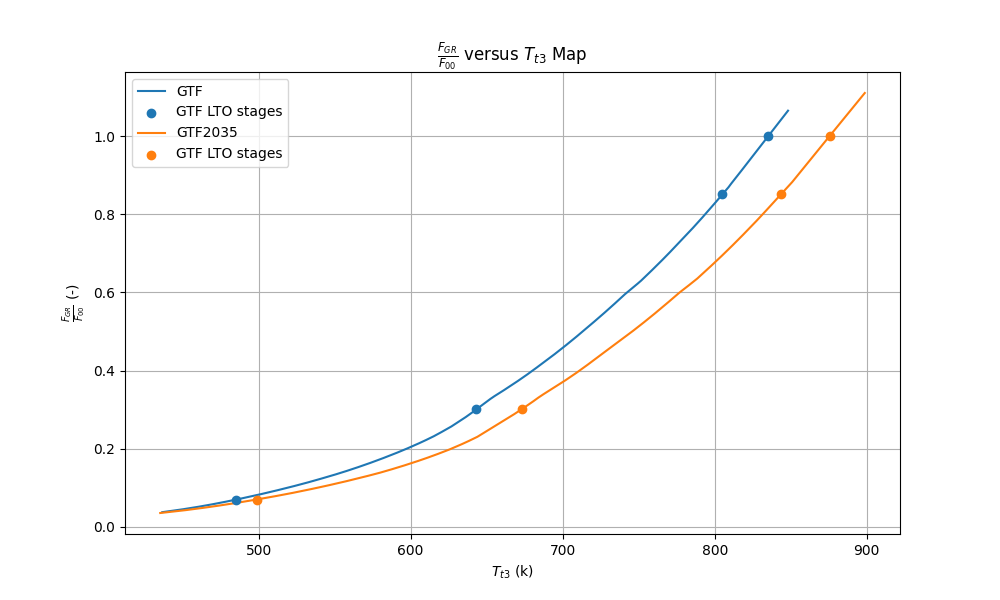 F_GR/F_00 versus T_t3 Map
GTF
GTF LTO stages
GTF2035
GTF LTO stages
1.0
0.8
0.6
0.4
0.2
0.0
F_GR/F_00 (-)
500
600
700
800
900
T_t3 (k)